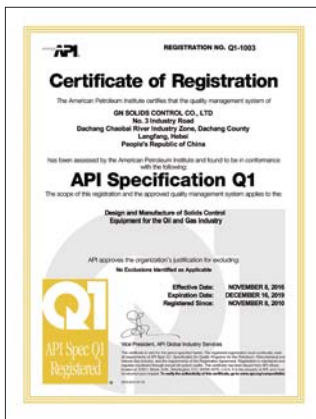 API
REGISTRATION NO. Q1-1003
Certificate of Registration
The American Petroleum Institute certifies that the quality management system of
GN SOLIDS CONTROL CO., LTD
No. 3 Industry Road
Dachang Chaobai River Industry Zone, Dachang County
Langfang, Hebei
People's Republic of China
has been assessed by the American Petroleum Institute and found to be in conformance
with the following:
API Specification Q1
The scope of this registration and the approved quality management system applies to the:
Design and Manufacture of Solids Control
Equipment for the Oil and Gas Industry
API approves the organization's justification for excluding:
No Exclusions Identified as Applicable
Effective Date: NOVEMBER 8, 2016
Expiration Date: DECEMBER 16, 2019
Registered Since: NOVEMBER 8, 2010
Q1
API Spec Q1
Registered
Vice President, API Global Industry Services